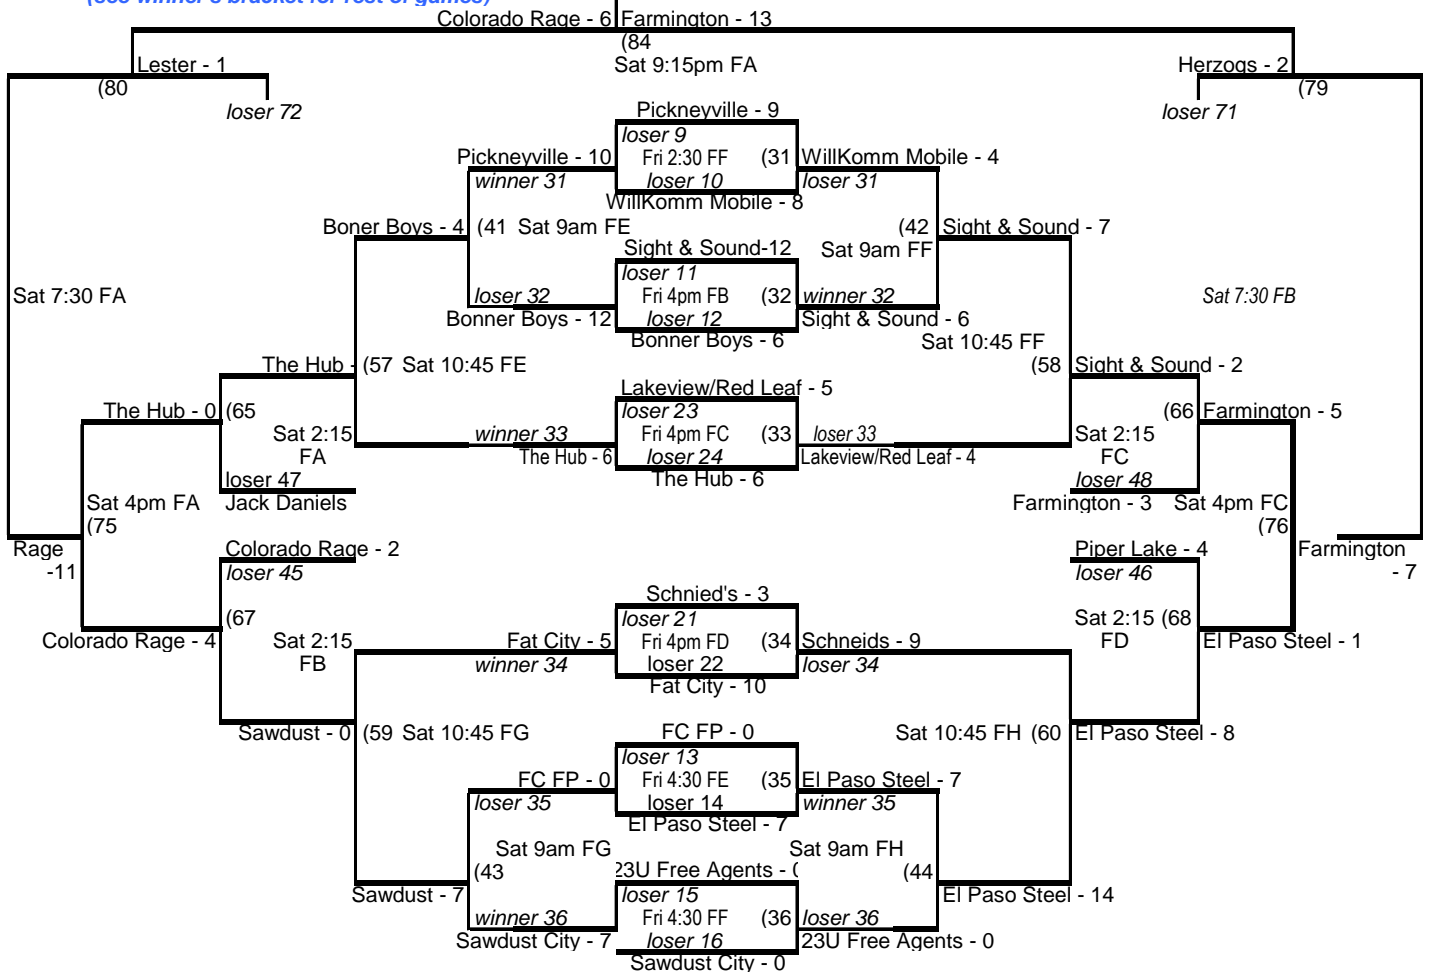 (see winner's bracket for rest of games)
Colorado Rage - 6 Farmington - 13
(84
Lester - 1 Sat 9:15pm FA Herzogs - 2
(80 (79
loser 72 loser 71
Pickneyville - 9
loser 9
Pickneyville - 10 Fri 2:30 FF (31 WillKomm Mobile - 4
winner 31 loser 10 loser 31
WillKomm Mobile - 8
Boner Boys - 4 (41 Sat 9am FE (42 Sight & Sound - 7
Sight & Sound-12 Sat 9am FF
loser 11
Sat 7:30 FA loser 32 Fri 4pm FB (32 winner 32 Sat 7:30 FB
Bonner Boys - 12 loser 12 Sight & Sound - 6
Bonner Boys - 6 Sat 10:45 FF
The Hub - (57 Sat 10:45 FE (58 Sight & Sound - 2
Lakeview/Red Leaf - 5
The Hub - 0 (65 loser 23 (66 Farmington - 5
Sat 2:15 winner 33 Fri 4pm FC (33 loser 33 Sat 2:15
FA The Hub - 6 loser 24 Lakeview/Red Leaf - 4 FC
loser 47 The Hub - 6 loser 48
Sat 4pm FA Jack Daniels Farmington - 3 Sat 4pm FC
(75 (76
Rage Colorado Rage - 2 Piper Lake - 4 Farmington
-11 loser 45 loser 46 - 7
Schnied's - 3
(67 loser 21 Sat 2:15 (68
Colorado Rage - 4 Sat 2:15 Fat City - 5 Fri 4pm FD (34 Schneids - 9 FD El Paso Steel - 1
FB winner 34 loser 22 loser 34
Fat City - 10
Sawdust - 0 (59 Sat 10:45 FG FC FP - 0 Sat 10:45 FH (60 El Paso Steel - 8
loser 13
FC FP - 0 Fri 4:30 FE (35 El Paso Steel - 7
loser 35 loser 14 winner 35
El Paso Steel - 7
Sat 9am FG Sat 9am FH
(43 23U Free Agents - 0 (44
Sawdust - 7 loser 15 El Paso Steel - 14
winner 36 Fri 4:30 FF (36 loser 36
Sawdust City - 7 loser 16 23U Free Agents - 0
Sawdust City - 0